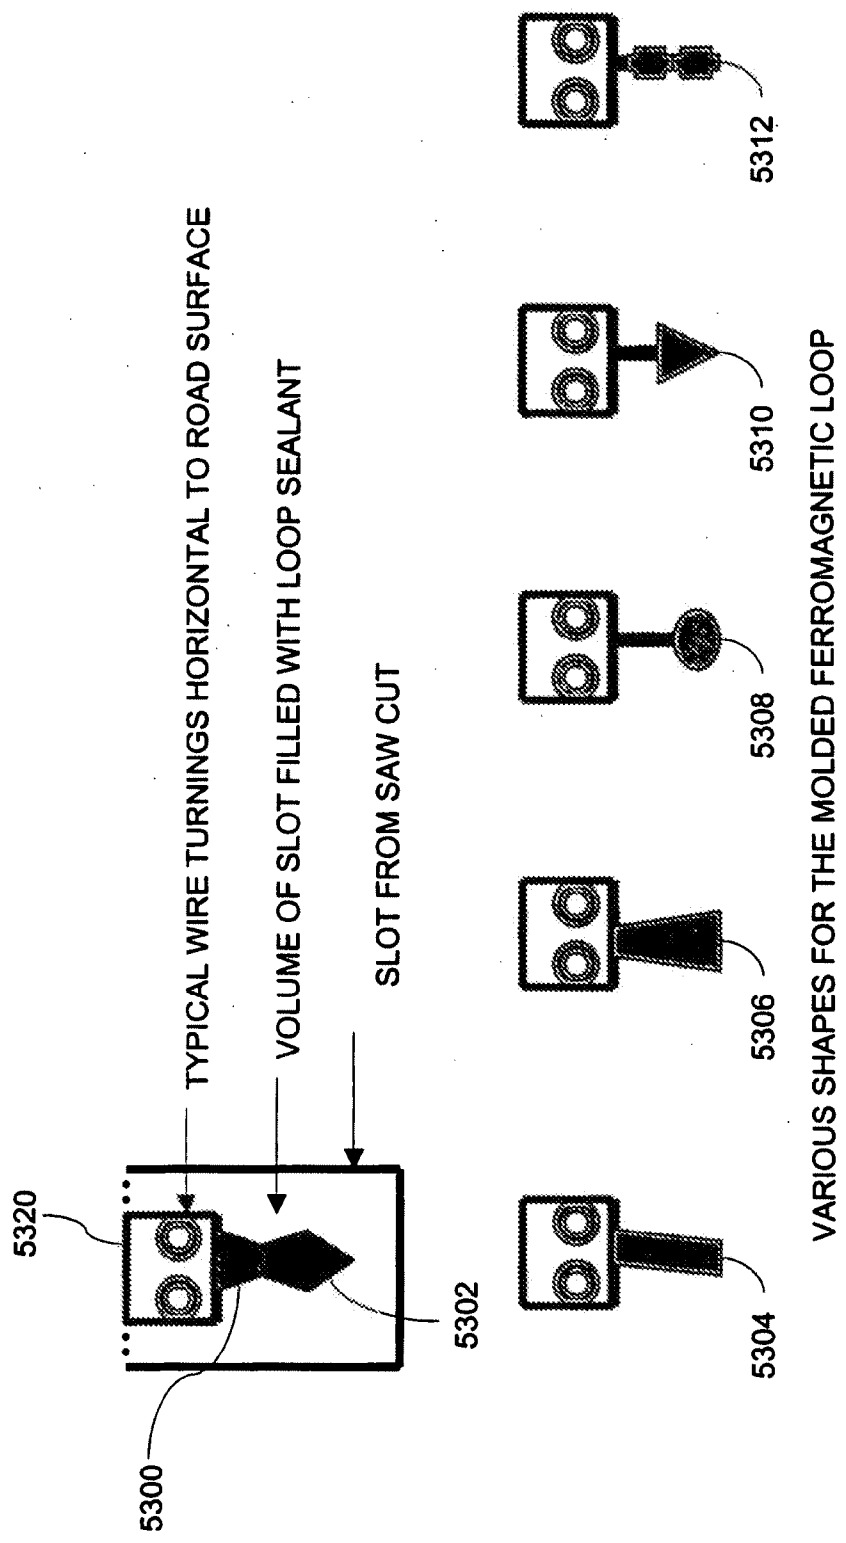 5320
TYPICAL WIRE TURNINGS HORIZONTAL TO ROAD SURFACE
VOLUME OF SLOT FILLED WITH LOOP SEALANT
SLOT FROM SAW CUT
5300
5302
5304
5306
5308
5310
5312
VARIOUS SHAPES FOR THE MOLDED FERROMAGNETIC LOOP